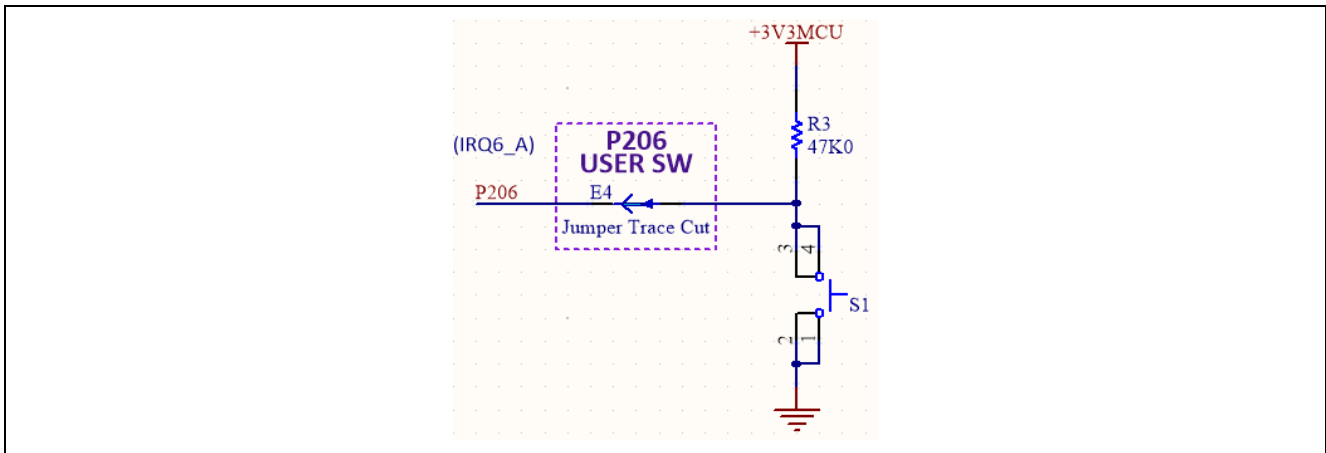 +3V3MCU
R3
47K0
(IRQ6_A)
P206
USER SW
P206
E4
Jumper Trace Cut
3
4
S1
2
1